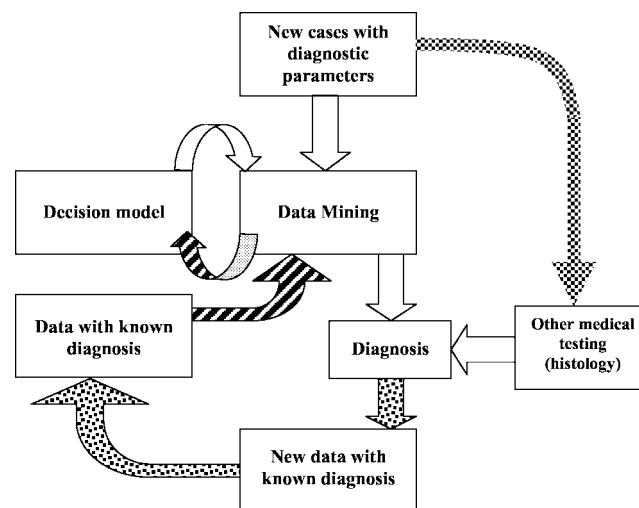 New cases with
diagnostic
parameters
Decision model
Data Mining
Data with known
diagnosis
Diagnosis
Other medical
testing
(histology)
New data with
known diagnosis